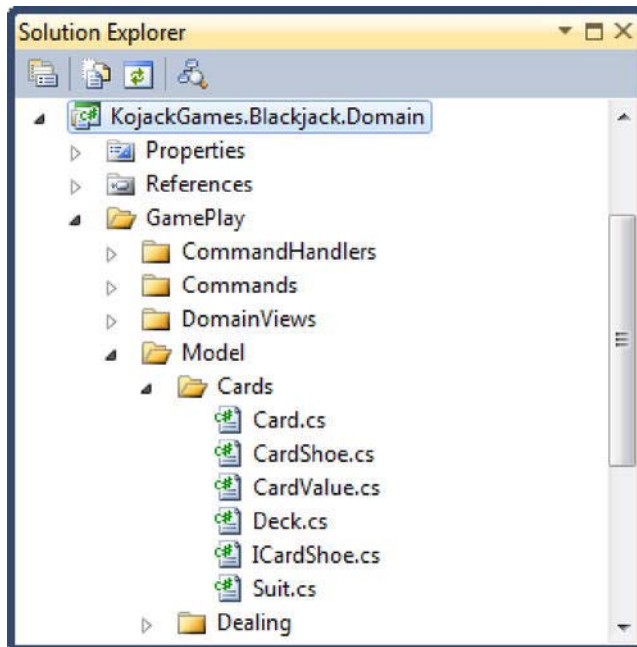 Solution Explorer
KojackGames.Blackjack.Domain
Properties
References
GamePlay
CommandHandlers
Commands
DomainViews
Model
Cards
Card.cs
CardShoe.cs
CardValue.cs
Deck.cs
ICardShoe.cs
Suit.cs
Dealing